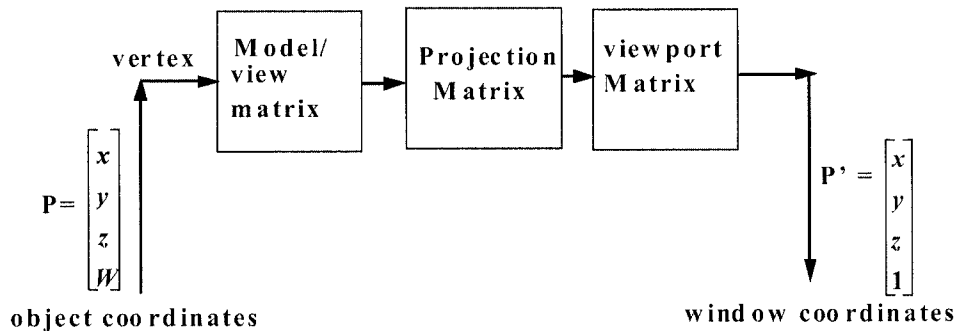 vertex
Model/
view
matrix
Projection
Matrix
viewport
Matrix
P=
x
y
z
W
object coordinates
P' =
x
y
z
1
window coordinates